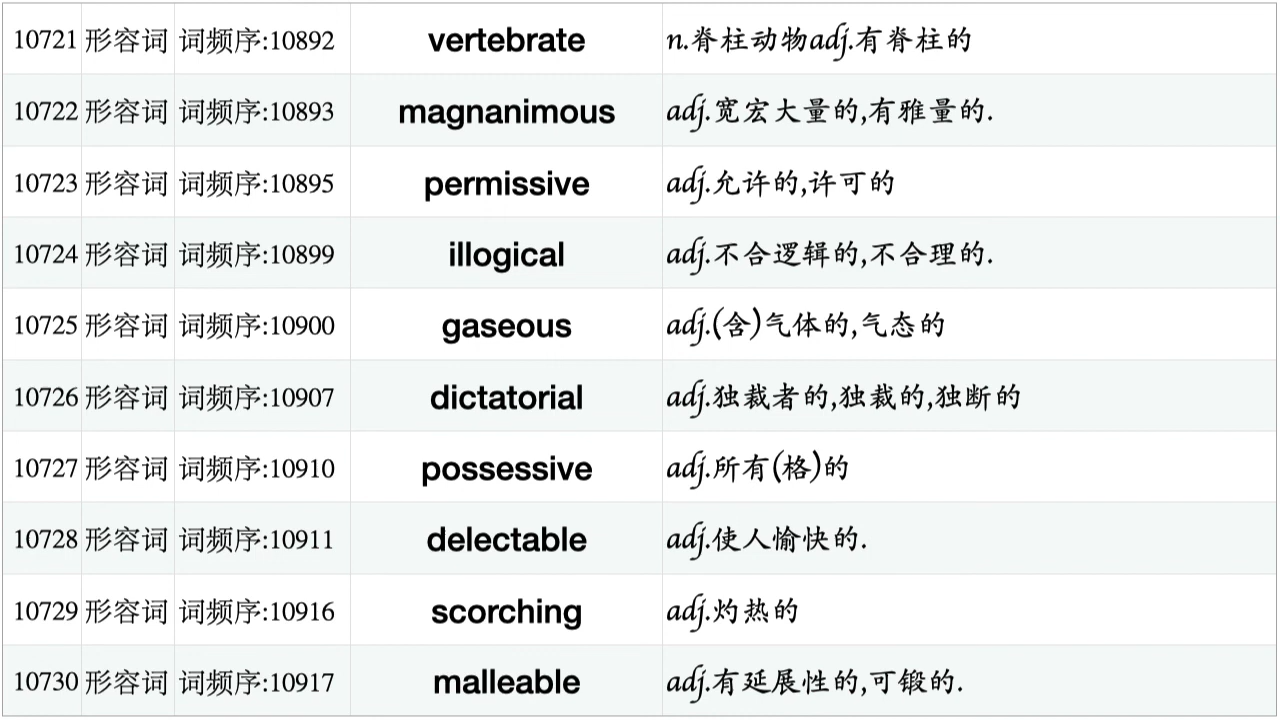 10721 形容词 词频序:10892 vertebrate n.脊柱动物adj.有脊柱的
10722 形容词 词频序:10893 magnanimous adj.宽宏大量的,有雅量的.
10723 形容词 词频序:10895 permissive adj.允许的,许可的
10724 形容词 词频序:10899 illogical adj.不合逻辑的,不合理的.
10725 形容词 词频序:10900 gaseous adj.(含)气体的,气态的
10726 形容词 词频序:10907 dictatorial adj.独裁者的,独裁的,独断的
10727 形容词 词频序:10910 possessive adj.所有(格)的
10728 形容词 词频序:10911 delectable adj.使人愉快的.
10729 形容词 词频序:10916 scorching adj.灼热的
10730 形容词 词频序:10917 malleable adj.有延展性的,可锻的.